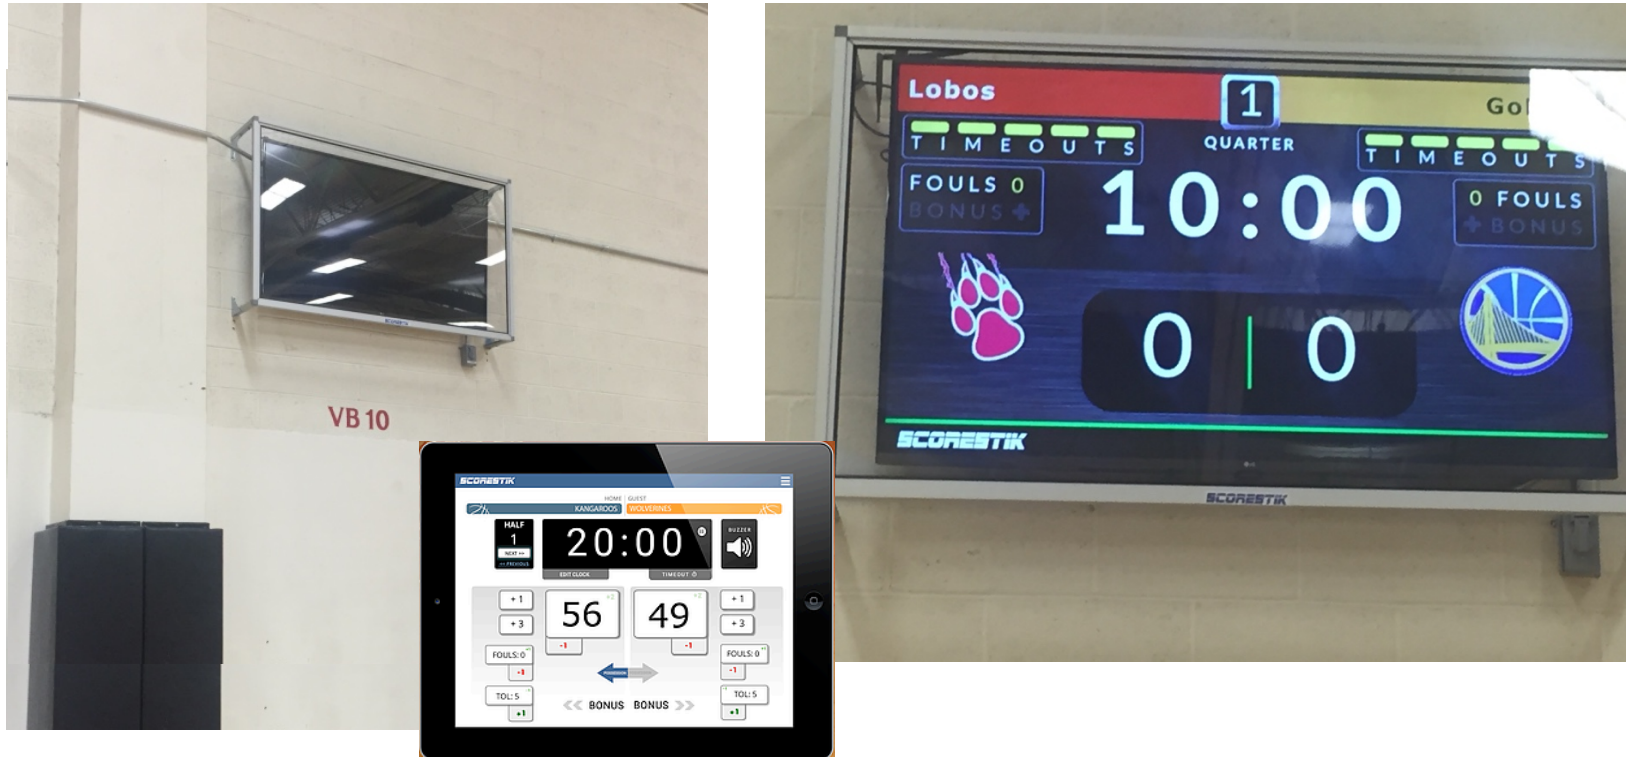 SCORESTIK
VB 10
Lobos
1
QUARTER
TIMEOUTS
TIMEOUTS
FOULS 0
BONUS +
10:00
0 FOULS
+ BONUS
0 | 0
SCORESTIK
SCORESTIK
SCORESTIK
HOME | GUEST
KANGAROOS WOLVERINES
HALF
1
NEXT >>
<< PREVIOUS
20:00
BUZZER
EDIT CLOCK
TIMEOUT
+ 1
+ 3
56
49
+ 1
+ 3
-1
-1
FOULS: 0
-1
FOULS: 0
-1
TOL: 5
+1
TOL: 5
+1
BONUS BONUS